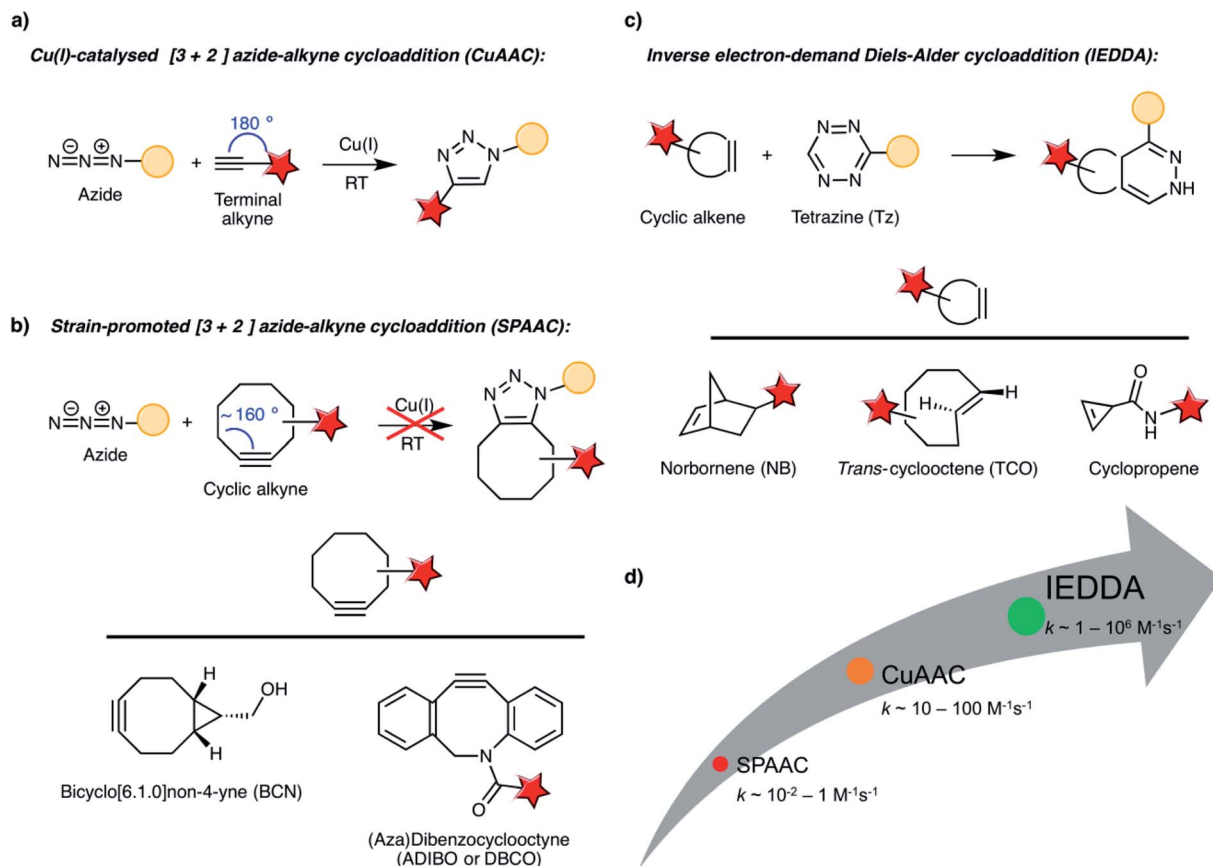 a)
Cu(I)-catalysed [3 + 2 ] azide-alkyne cycloaddition (CuAAC):
180 °
N N N
+
Cu(I)
RT
N N N
Azide
Terminal
alkyne
b)
Strain-promoted [3 + 2 ] azide-alkyne cycloaddition (SPAAC):
N N N
+
~ 160 °
Cu(I)
RT
N N N
Azide
Cyclic alkyne
H
H
OH
Bicyclo[6.1.0]non-4-yne (BCN)
N
O
(Aza)Dibenzocyclooctyne
(ADIBO or DBCO)
c)
Inverse electron-demand Diels-Alder cycloaddition (IEDDA):
+
N N
N N
N
NH
Cyclic alkene
Tetrazine (Tz)
H
H
O
N
H
Norbornene (NB)
Trans-cyclooctene (TCO)
Cyclopropene
d)
IEDDA
k ~ 1 – 10⁶ M⁻¹s⁻¹
CuAAC
k ~ 10 – 100 M⁻¹s⁻¹
SPAAC
k ~ 10⁻² – 1 M⁻¹s⁻¹